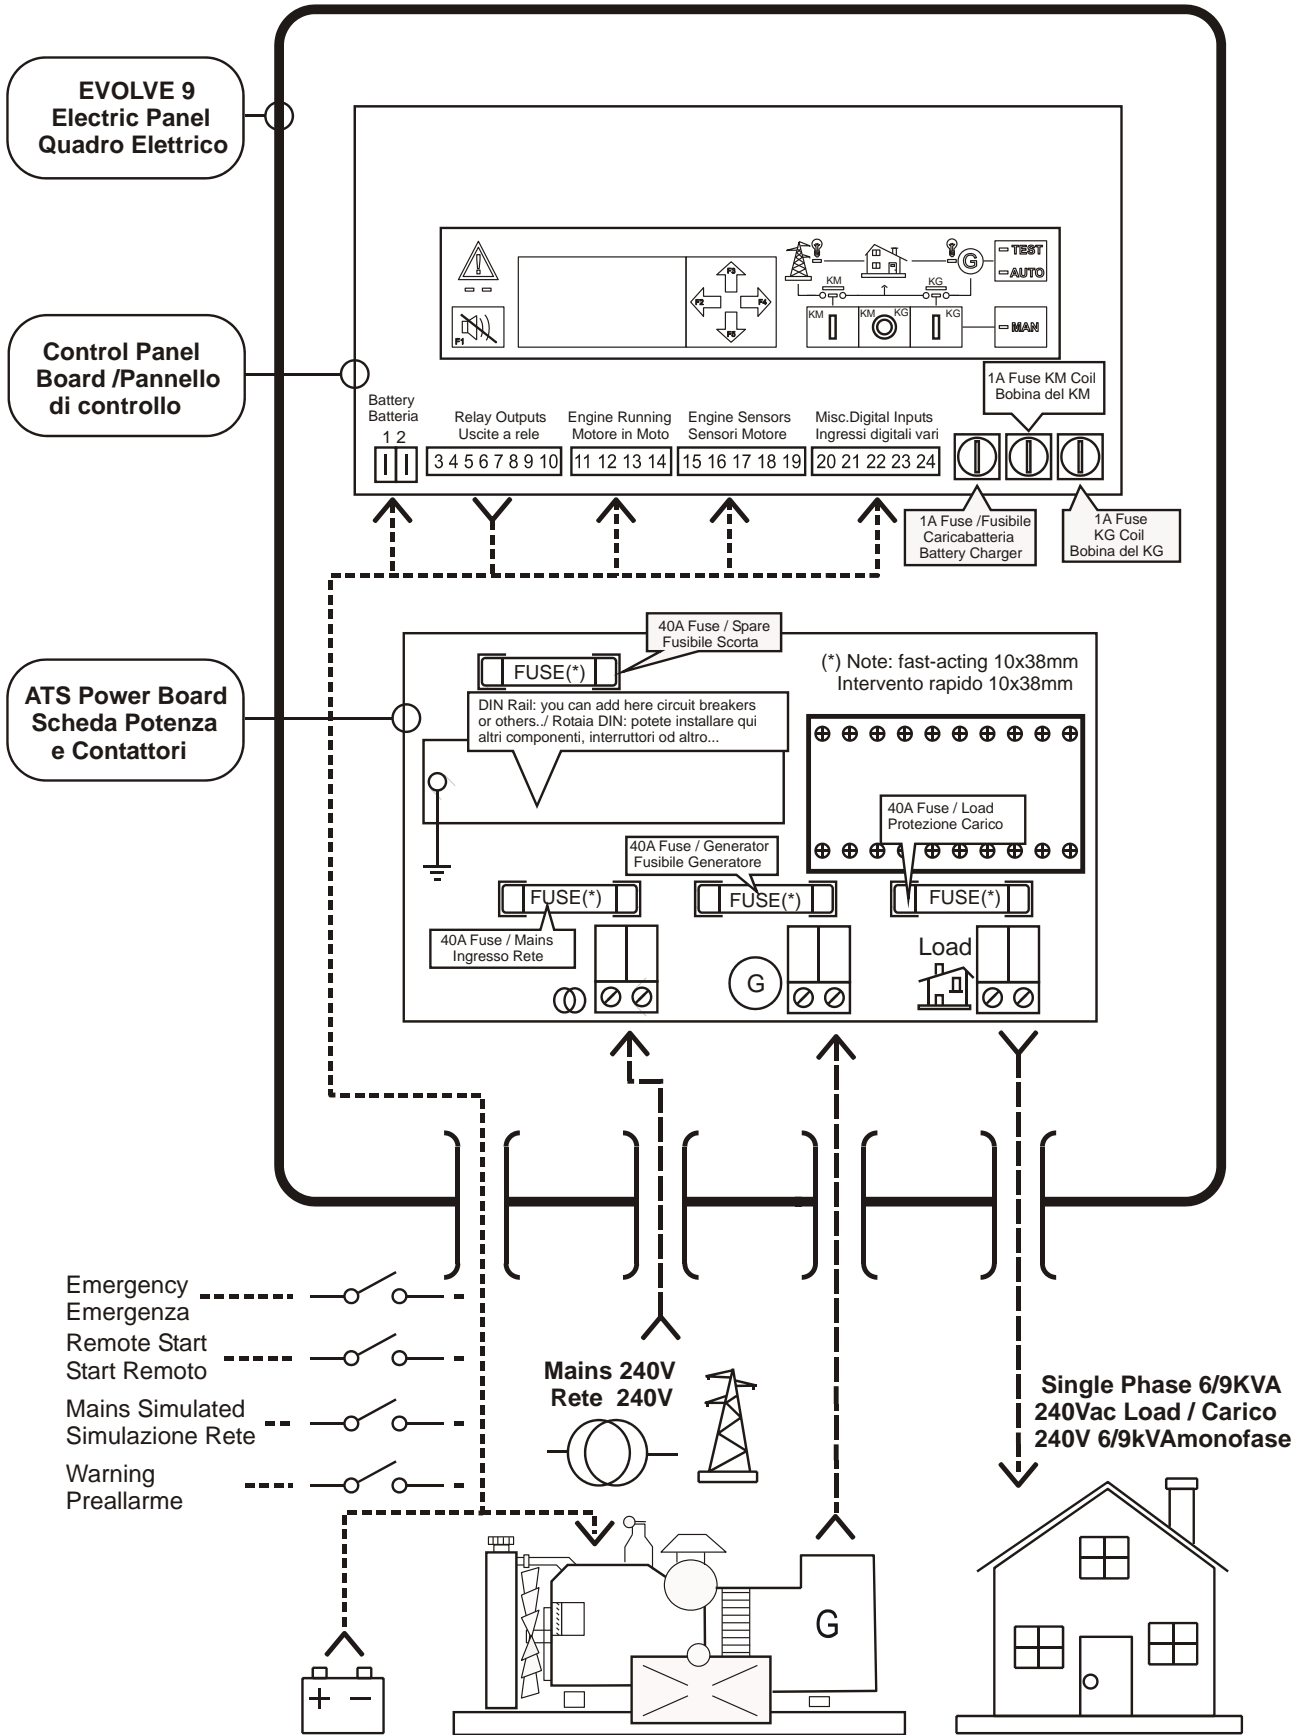 EVOLVE 9
Electric Panel
Quadro Elettrico
TEST
AUTO
F3
F2
F4
F5
G
KM
KG
KM
KM
KG
KG
MAN
F1
Control Panel
Board /Pannello
di controllo
1A Fuse KM Coil
Bobina del KM
Battery
Batteria
1 2
Relay Outputs
Uscite a rele
3 4 5 6 7 8 9 10
Engine Running
Motore in Moto
11 12 13 14
Engine Sensors
Sensori Motore
15 16 17 18 19
Misc.Digital Inputs
Ingressi digitali vari
20 21 22 23 24
1A Fuse /Fusibile
Caricabatteria
Battery Charger
1A Fuse
KG Coil
Bobina del KG
40A Fuse / Spare
Fusibile Scorta
FUSE(*)
(*) Note: fast-acting 10x38mm
Intervento rapido 10x38mm
ATS Power Board
Scheda Potenza
e Contattori
DIN Rail: you can add here circuit breakers
or others../ Rotaia DIN: potete installare qui
altri componenti, interruttori od altro...
40A Fuse / Load
Protezione Carico
40A Fuse / Generator
Fusibile Generatore
FUSE(*)
FUSE(*)
FUSE(*)
40A Fuse / Mains
Ingresso Rete
G
Load
Emergency
Emergenza
Remote Start
Start Remoto
Mains Simulated
Simulazione Rete
Warning
Preallarme
Mains 240V
Rete 240V
Single Phase 6/9KVA
240Vac Load / Carico
240V 6/9kVAmonofase
G
+ −